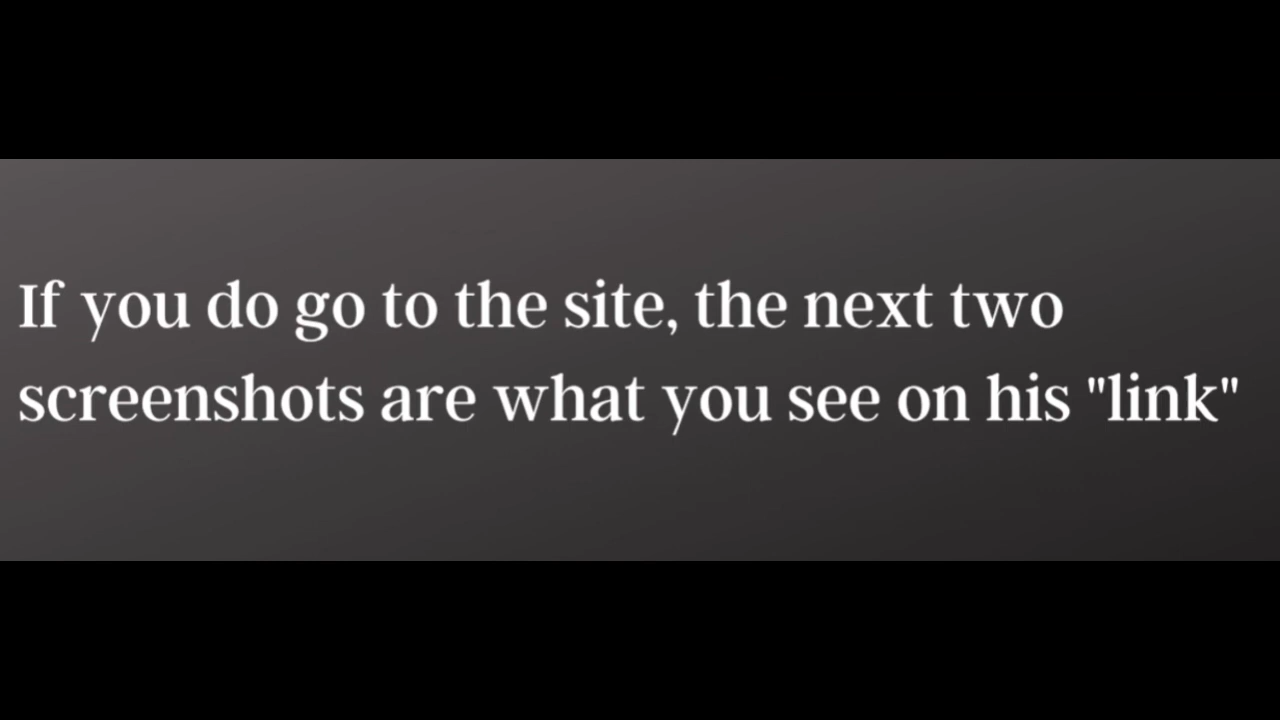 If you do go to the site, the next two
screenshots are what you see on his "link"